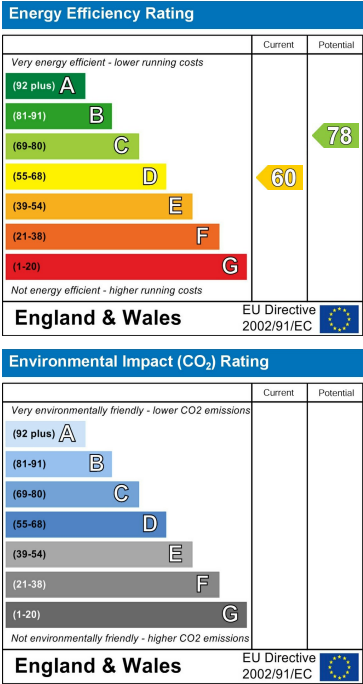 Energy Efficiency Rating
Current Potential
Very energy efficient - lower running costs
(92 plus) A
(81-91) B
(69-80) C
(55-68) D
(39-54) E
(21-38) F
(1-20) G
78
60
Not energy efficient - higher running costs
England & Wales
EU Directive
2002/91/EC
Environmental Impact (CO₂) Rating
Current Potential
Very environmentally friendly - lower CO2 emissions
(92 plus) A
(81-91) B
(69-80) C
(55-68) D
(39-54) E
(21-38) F
(1-20) G
Not environmentally friendly - higher CO2 emissions
England & Wales
EU Directive
2002/91/EC